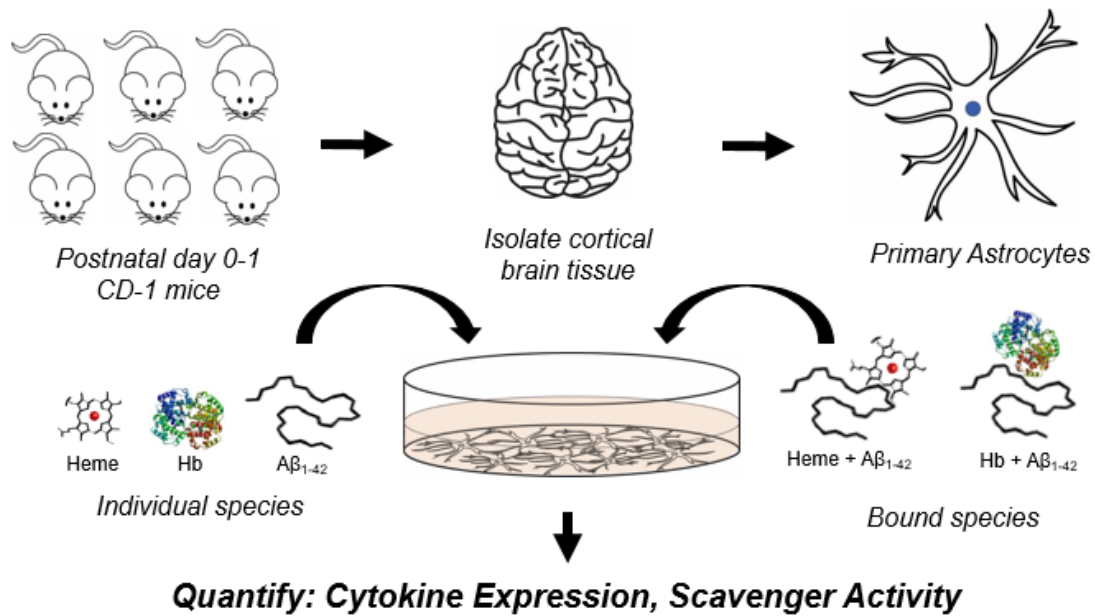 Postnatal day 0-1
CD-1 mice
Isolate cortical
brain tissue
Primary Astrocytes
Heme
Hb
Aβ₁₋₄₂
Individual species
Heme + Aβ₁₋₄₂
Hb + Aβ₁₋₄₂
Bound species
Quantify: Cytokine Expression, Scavenger Activity